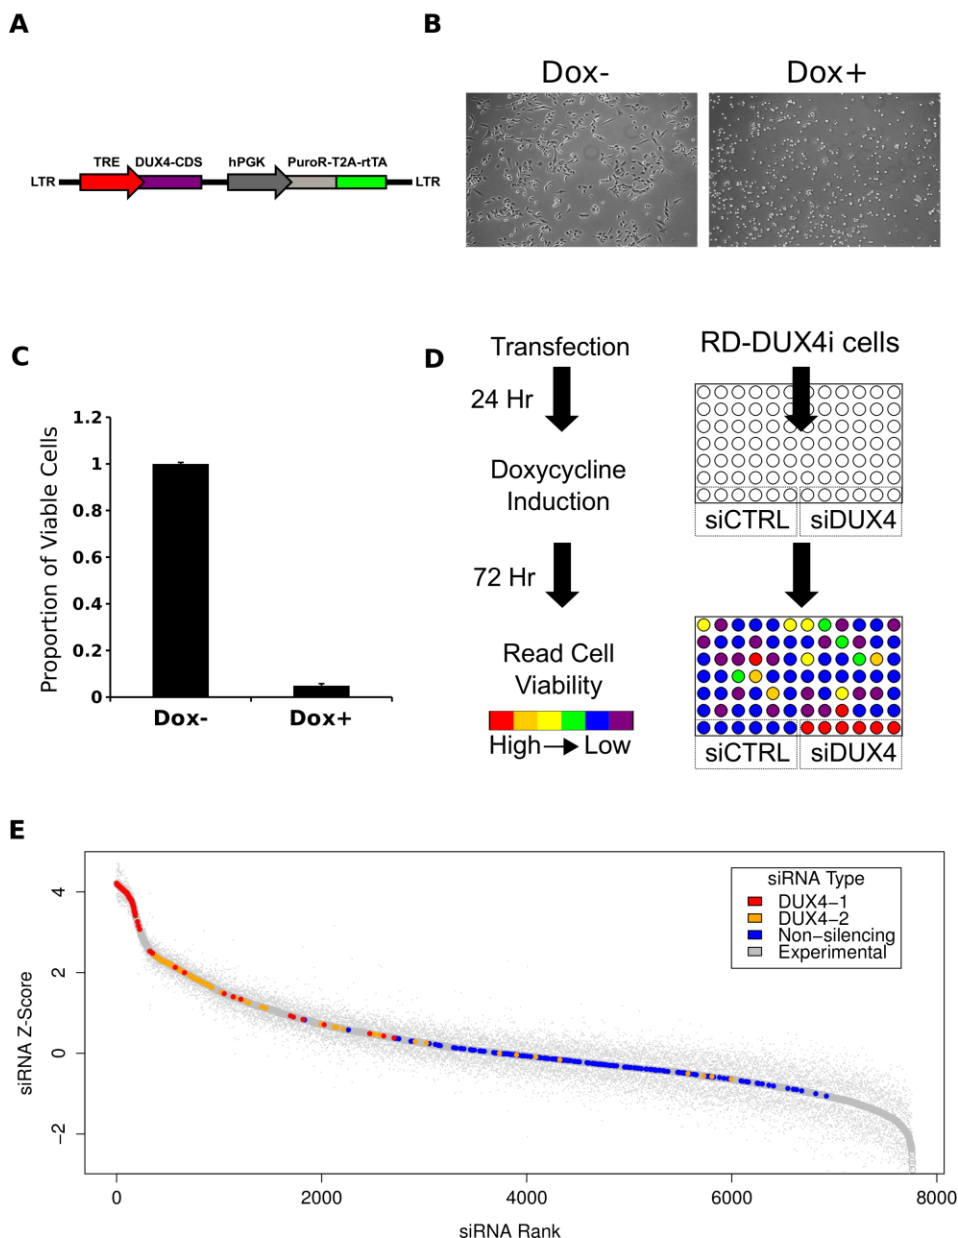 A
B
Dox-
Dox+
TRE
DUX4-CDS
hPGK
PuroR-T2A-rtTA
LTR
LTR
C
Proportion of Viable Cells
1.2
1
0.8
0.6
0.4
0.2
0
Dox-
Dox+
D
Transfection
24 Hr
Doxycycline
Induction
72 Hr
Read Cell
Viability
High
Low
RD-DUX4i cells
siCTRL
siDUX4
siCTRL
siDUX4
E
siRNA Z-Score
4
2
0
−2
siRNA Type
DUX4−1
DUX4−2
Non−silencing
Experimental
0
2000
4000
6000
8000
siRNA Rank